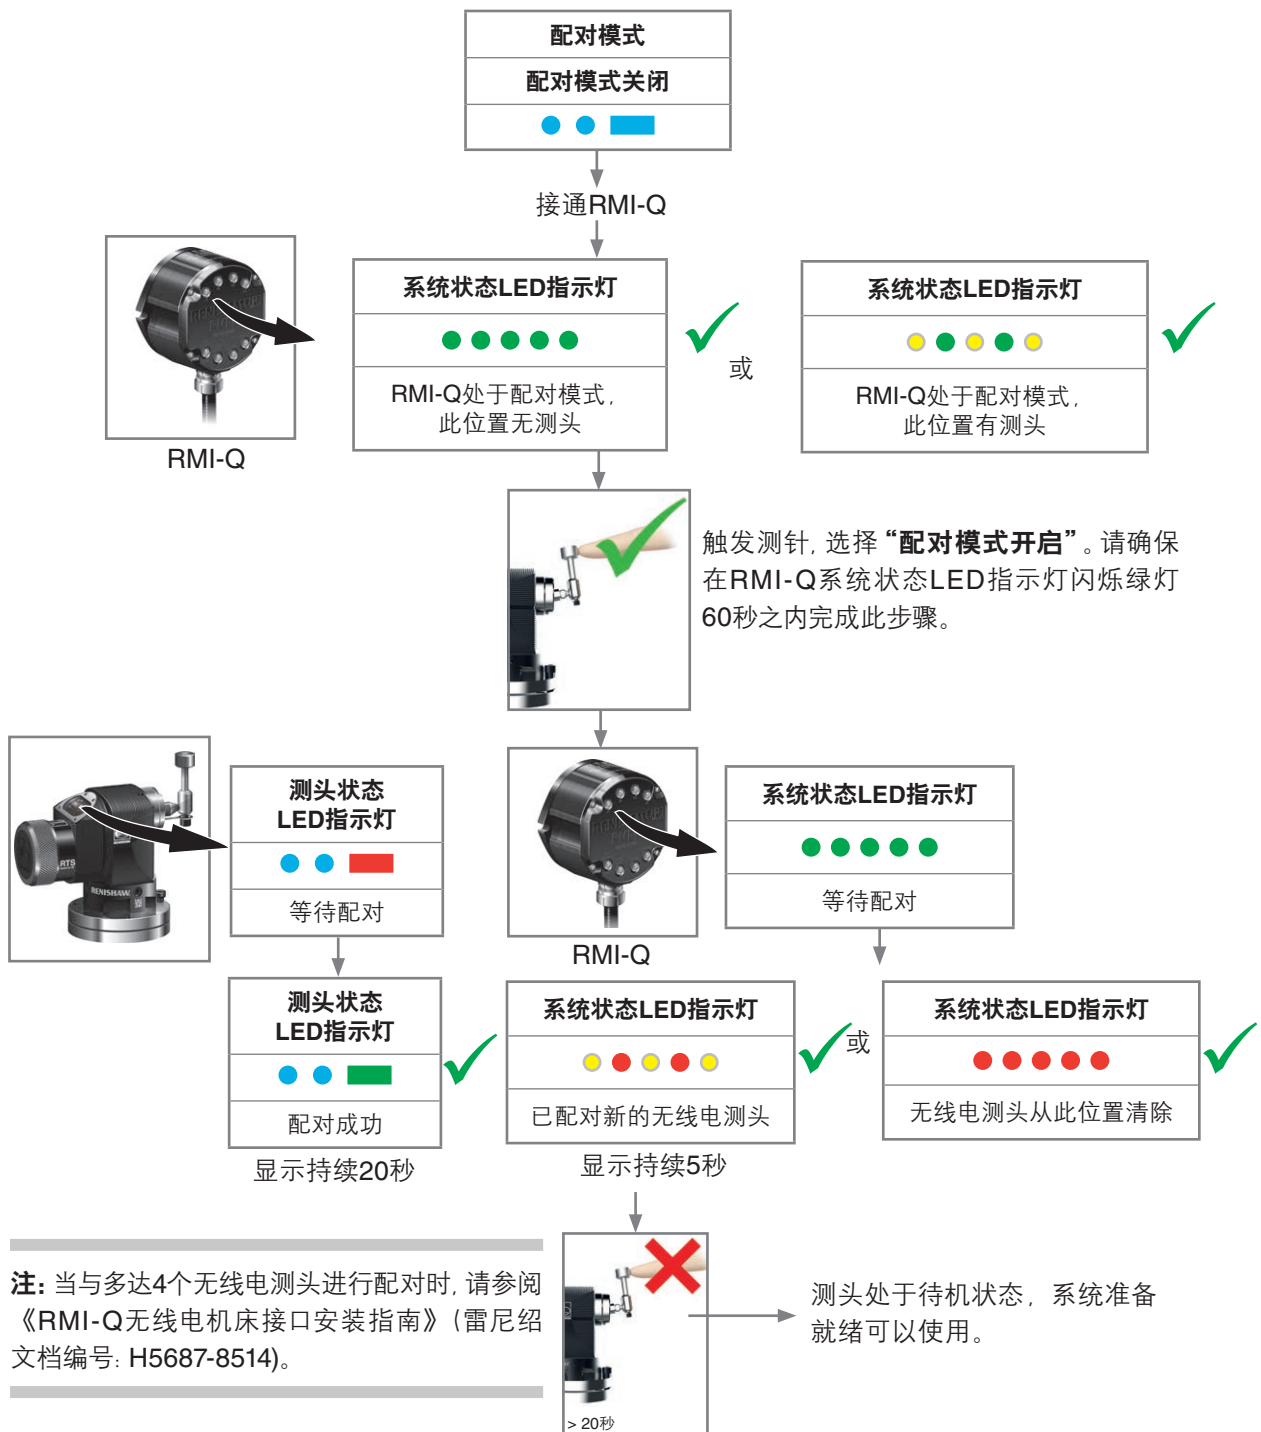 配对模式
配对模式关闭
接通RMI-Q
系统状态LED指示灯
RMI-Q处于配对模式,
此位置无测头
或
系统状态LED指示灯
RMI-Q处于配对模式,
此位置有测头
RMI-Q
触发测针, 选择“配对模式开启”。请确保
在RMI-Q系统状态LED指示灯闪烁绿灯
60秒之内完成此步骤。
RTS
RENISHAW
测头状态
LED指示灯
等待配对
RMI-Q
系统状态LED指示灯
等待配对
测头状态
LED指示灯
配对成功
显示持续20秒
系统状态LED指示灯
已配对新的无线电测头
显示持续5秒
或
系统状态LED指示灯
无线电测头从此位置清除
注: 当与多达4个无线电测头进行配对时, 请参阅
《RMI-Q无线电机床接口安装指南》(雷尼绍
文档编号: H5687-8514)。
> 20秒
测头处于待机状态, 系统准备
就绪可以使用。